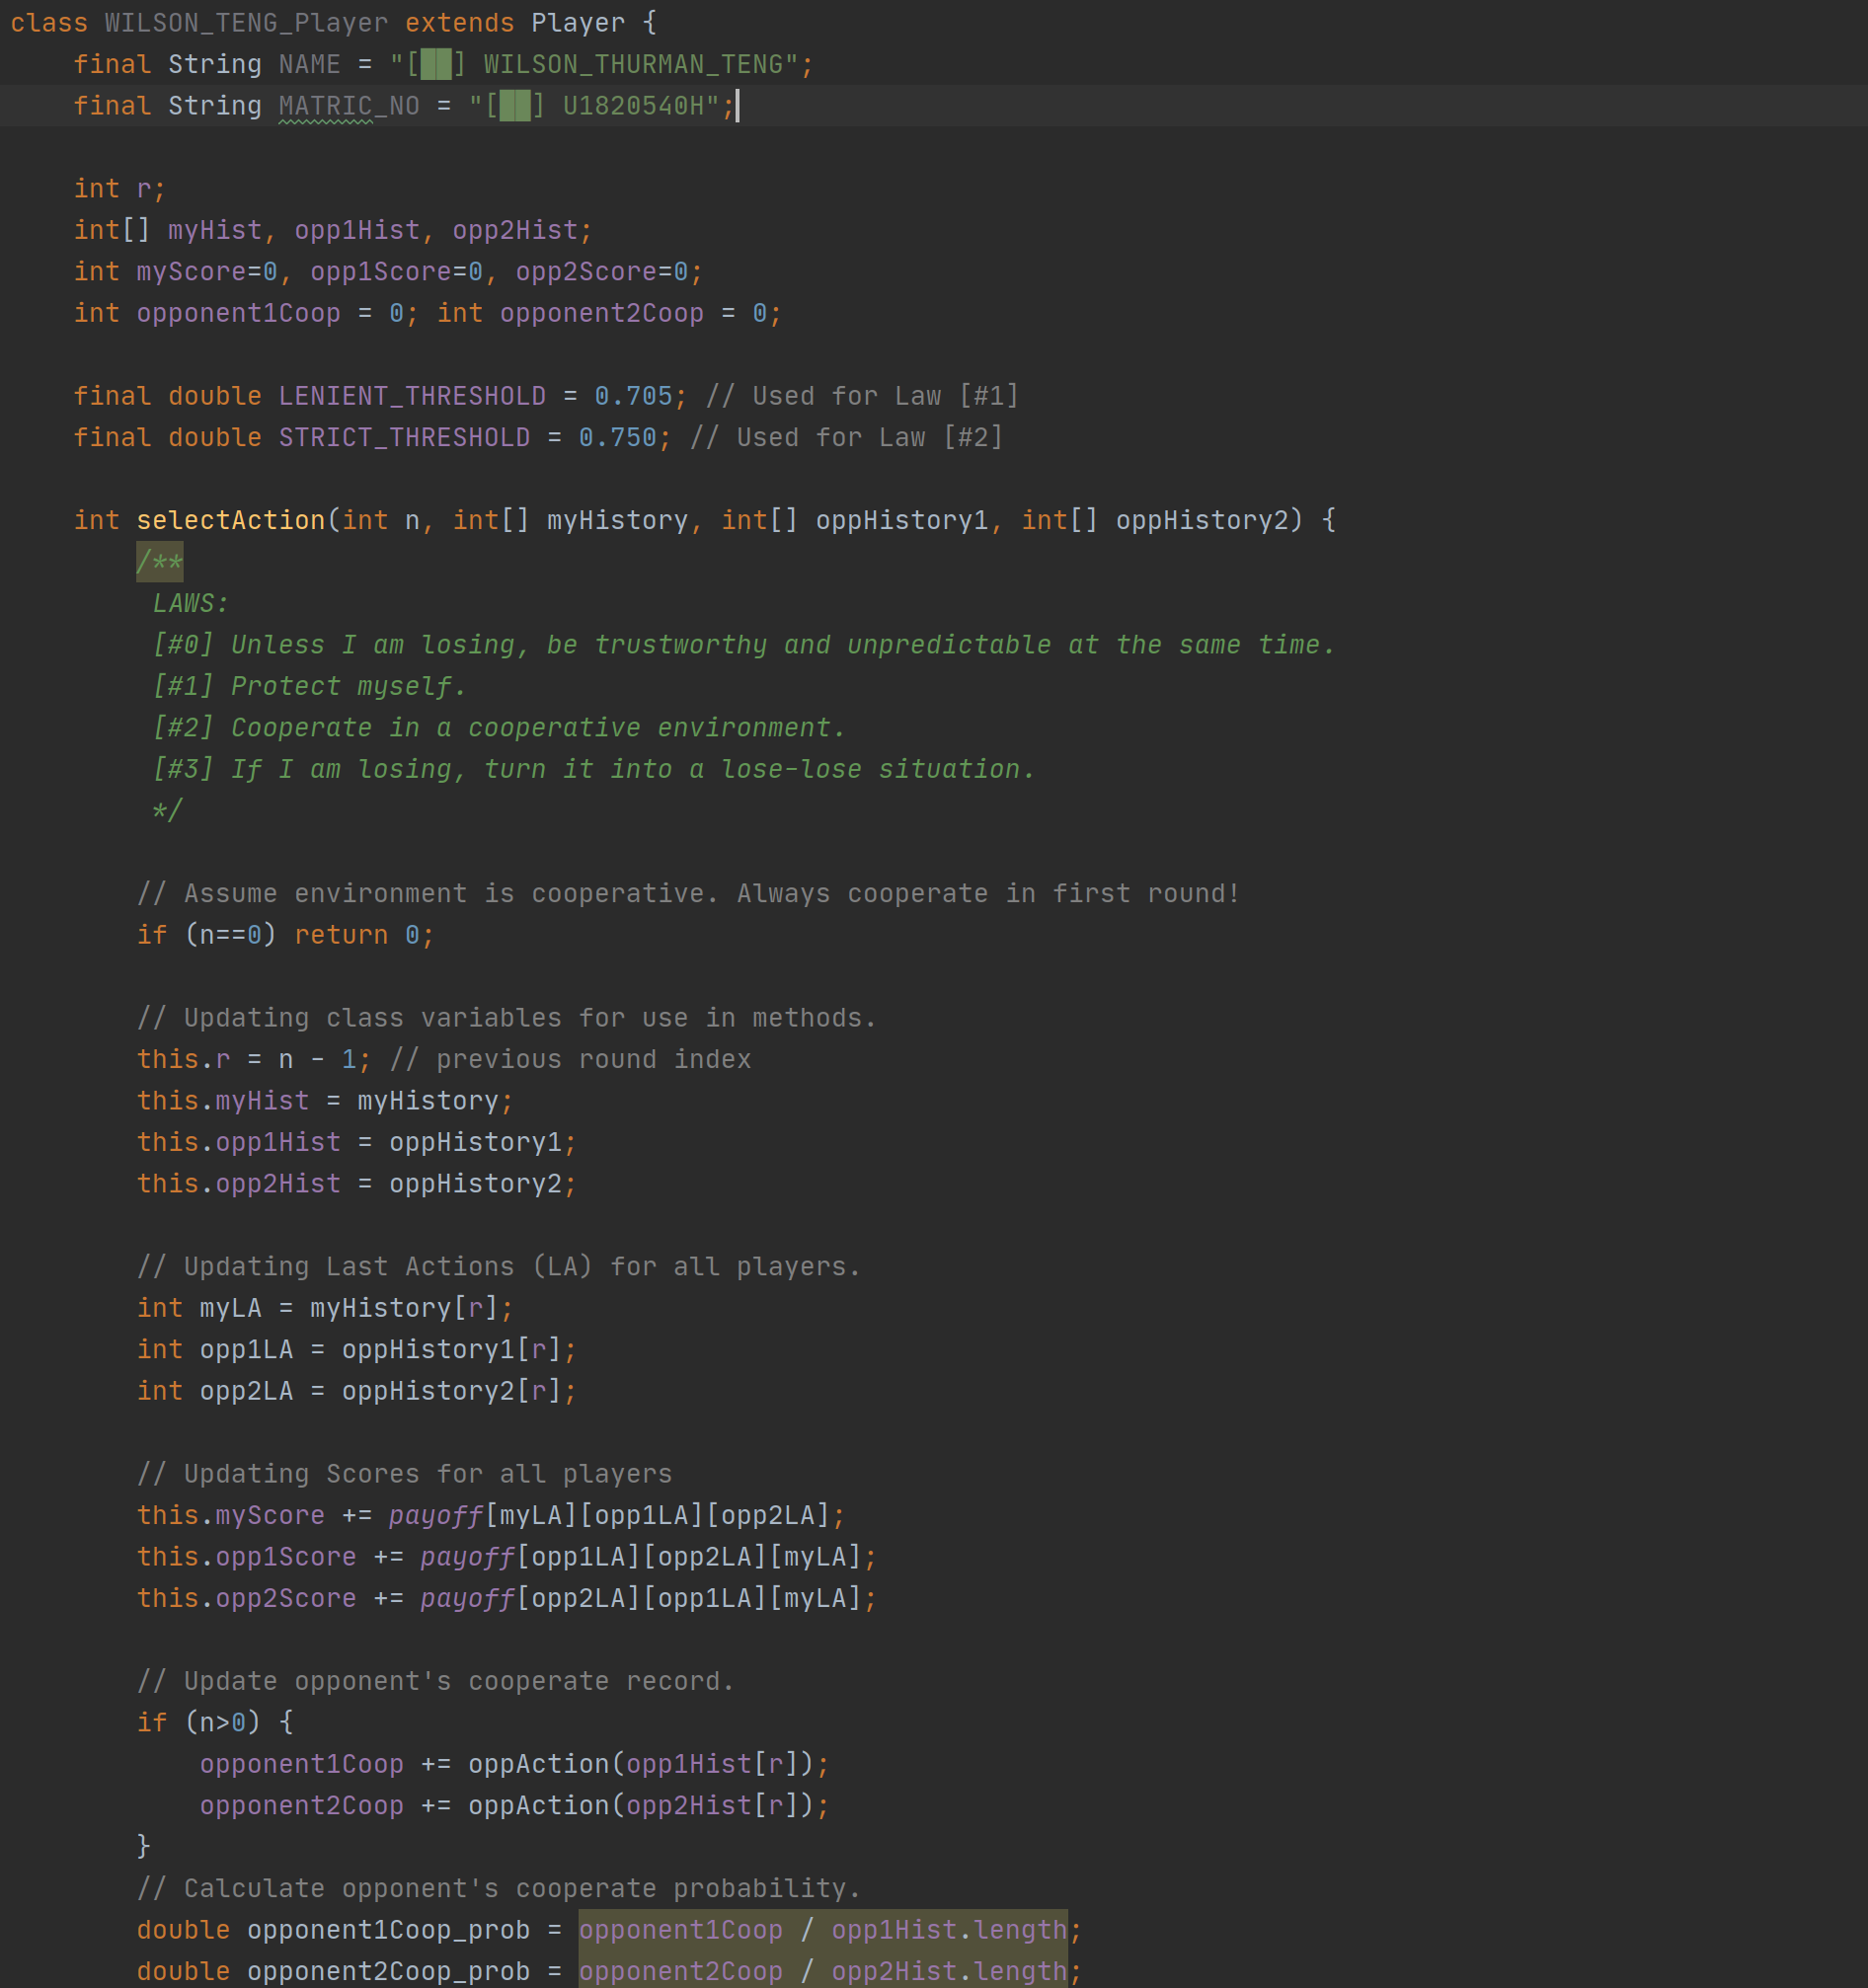 class WILSON_TENG_Player extends Player {
    final String NAME = "[██] WILSON_THURMAN_TENG";
    final String MATRIC_NO = "[██] U1820540H";

    int r;
    int[] myHist, opp1Hist, opp2Hist;
    int myScore=0, opp1Score=0, opp2Score=0;
    int opponent1Coop = 0; int opponent2Coop = 0;

    final double LENIENT_THRESHOLD = 0.705; // Used for Law [#1]
    final double STRICT_THRESHOLD = 0.750; // Used for Law [#2]

    int selectAction(int n, int[] myHistory, int[] oppHistory1, int[] oppHistory2) {
        /**
         LAWS:
         [#0] Unless I am losing, be trustworthy and unpredictable at the same time.
         [#1] Protect myself.
         [#2] Cooperate in a cooperative environment.
         [#3] If I am losing, turn it into a lose-lose situation.
         */

        // Assume environment is cooperative. Always cooperate in first round!
        if (n==0) return 0;

        // Updating class variables for use in methods.
        this.r = n - 1; // previous round index
        this.myHist = myHistory;
        this.opp1Hist = oppHistory1;
        this.opp2Hist = oppHistory2;

        // Updating Last Actions (LA) for all players.
        int myLA = myHistory[r];
        int opp1LA = oppHistory1[r];
        int opp2LA = oppHistory2[r];

        // Updating Scores for all players
        this.myScore += payoff[myLA][opp1LA][opp2LA];
        this.opp1Score += payoff[opp1LA][opp2LA][myLA];
        this.opp2Score += payoff[opp2LA][opp1LA][myLA];

        // Update opponent's cooperate record.
        if (n>0) {
            opponent1Coop += oppAction(opp1Hist[r]);
            opponent2Coop += oppAction(opp2Hist[r]);
        }
        // Calculate opponent's cooperate probability.
        double opponent1Coop_prob = opponent1Coop / opp1Hist.length;
        double opponent2Coop_prob = opponent2Coop / opp2Hist.length;